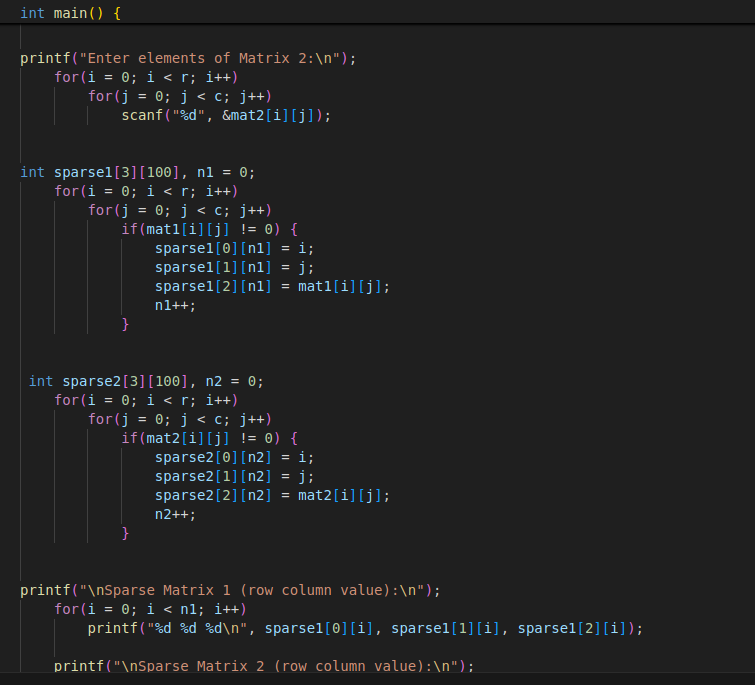 int main() {
printf("Enter elements of Matrix 2:\n");
    for(i = 0; i < r; i++)
        for(j = 0; j < c; j++)
            scanf("%d", &mat2[i][j]);
int sparse1[3][100], n1 = 0;
    for(i = 0; i < r; i++)
        for(j = 0; j < c; j++)
            if(mat1[i][j] != 0) {
                sparse1[0][n1] = i;
                sparse1[1][n1] = j;
                sparse1[2][n1] = mat1[i][j];
                n1++;
            }
 int sparse2[3][100], n2 = 0;
    for(i = 0; i < r; i++)
        for(j = 0; j < c; j++)
            if(mat2[i][j] != 0) {
                sparse2[0][n2] = i;
                sparse2[1][n2] = j;
                sparse2[2][n2] = mat2[i][j];
                n2++;
            }
printf("\nSparse Matrix 1 (row column value):\n");
    for(i = 0; i < n1; i++)
        printf("%d %d %d\n", sparse1[0][i], sparse1[1][i], sparse1[2][i]);
    printf("\nSparse Matrix 2 (row column value):\n");